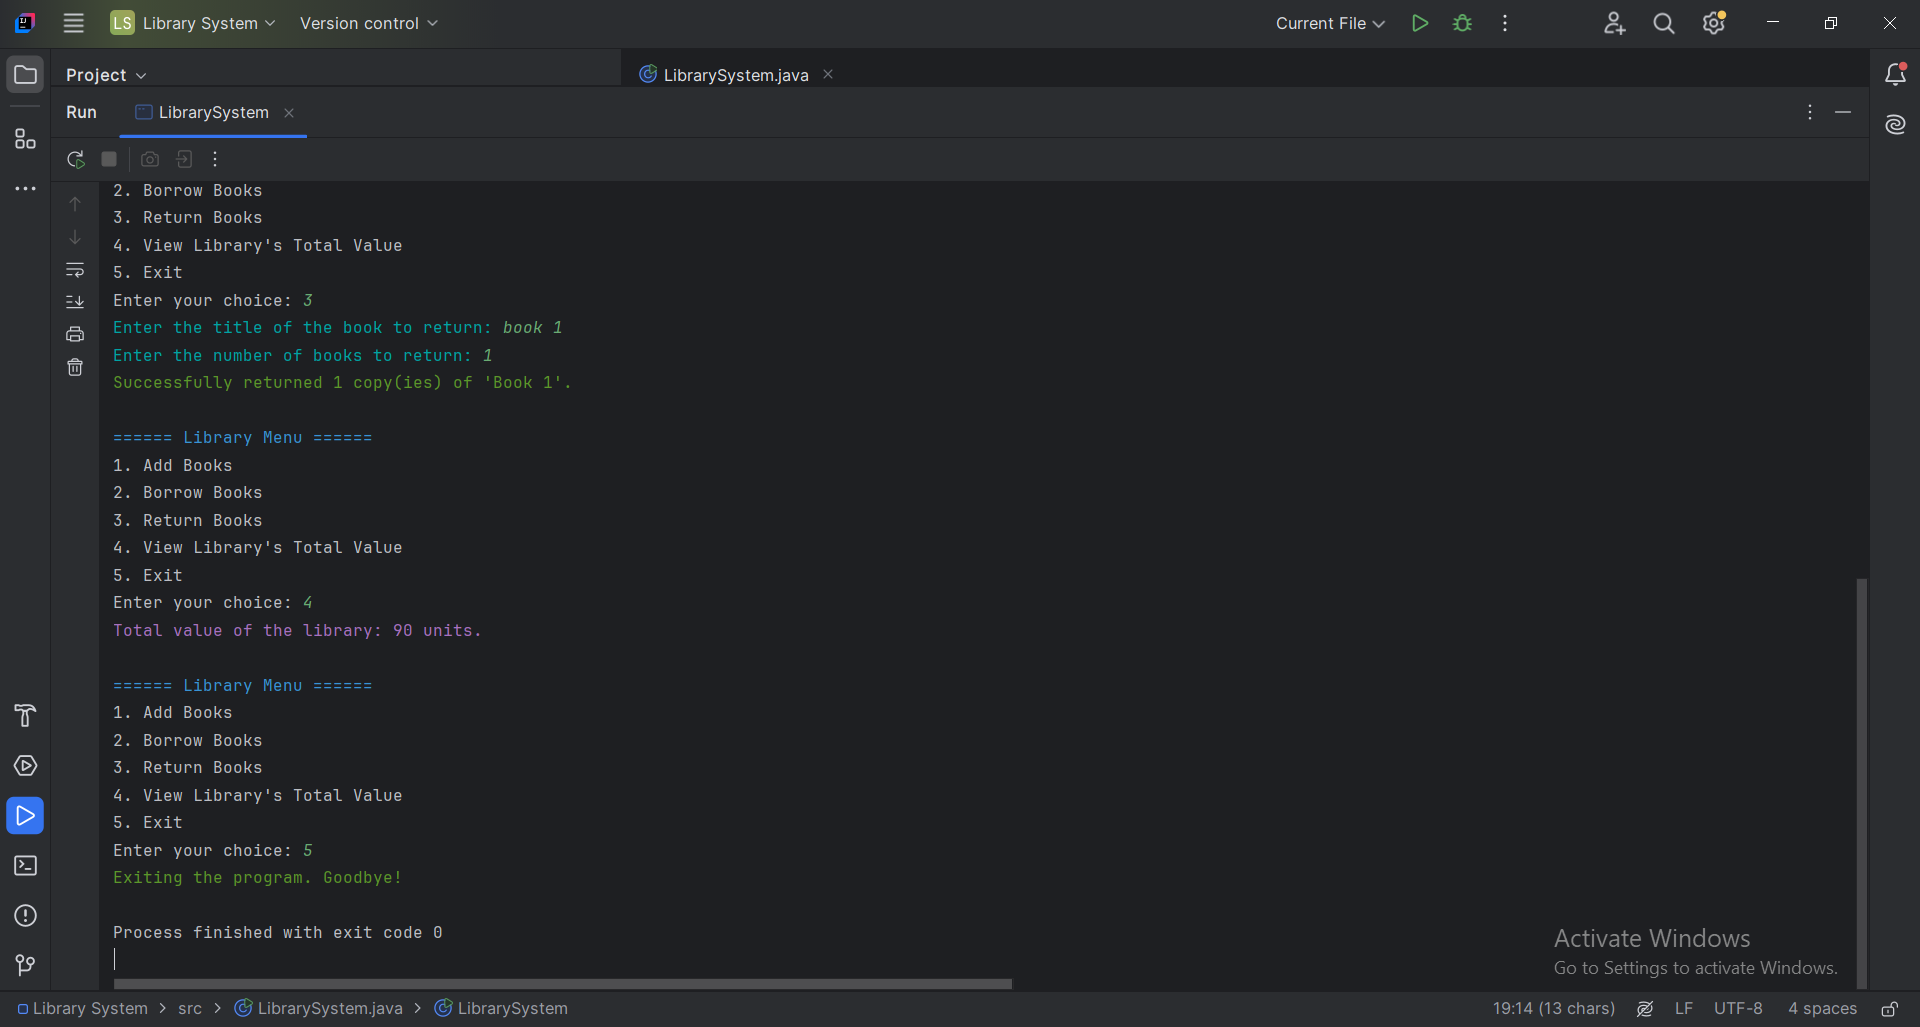 LS Library System Version control Current File
Project LibrarySystem.java
Run LibrarySystem
2. Borrow Books
3. Return Books
4. View Library's Total Value
5. Exit
Enter your choice: 3
Enter the title of the book to return: book 1
Enter the number of books to return: 1
Successfully returned 1 copy(ies) of 'Book 1'.
====== Library Menu ======
1. Add Books
2. Borrow Books
3. Return Books
4. View Library's Total Value
5. Exit
Enter your choice: 4
Total value of the library: 90 units.
====== Library Menu ======
1. Add Books
2. Borrow Books
3. Return Books
4. View Library's Total Value
5. Exit
Enter your choice: 5
Exiting the program. Goodbye!
Process finished with exit code 0
Activate Windows
Go to Settings to activate Windows.
Library System > src > LibrarySystem.java > LibrarySystem 19:14 (13 chars) LF UTF-8 4 spaces